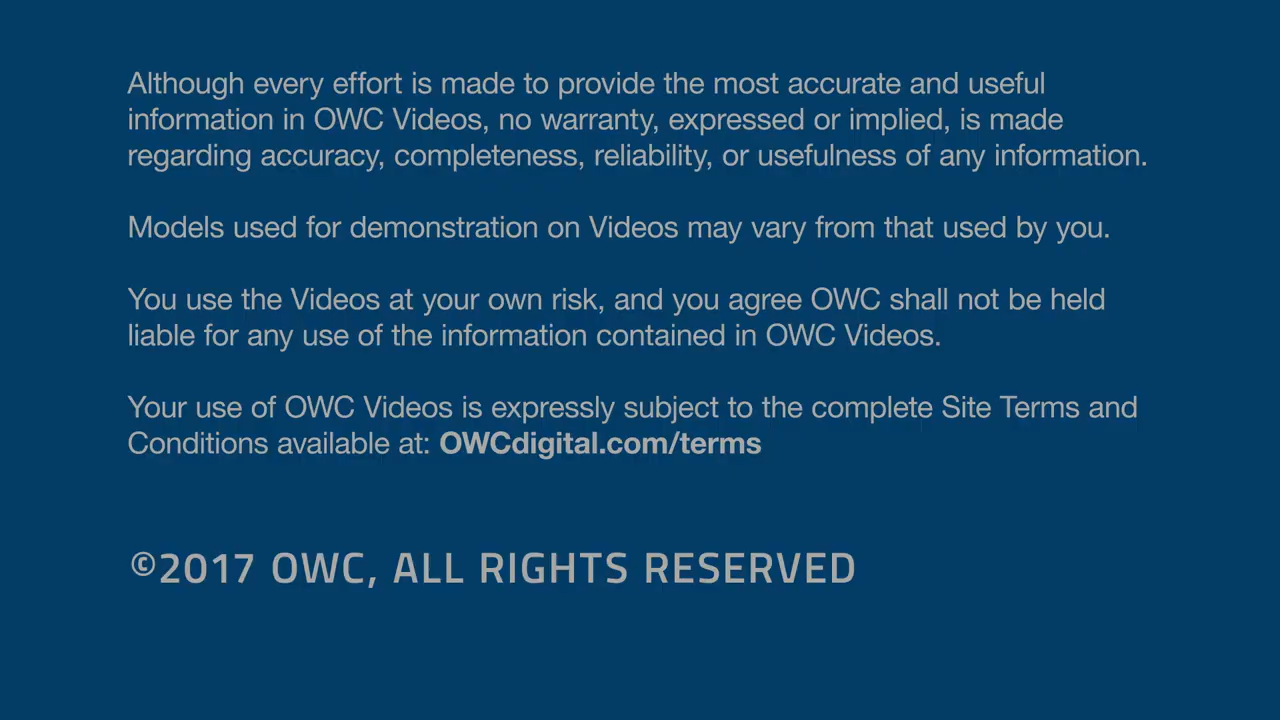 Although every effort is made to provide the most accurate and useful
information in OWC Videos, no warranty, expressed or implied, is made
regarding accuracy, completeness, reliability, or usefulness of any information.
Models used for demonstration on Videos may vary from that used by you.
You use the Videos at your own risk, and you agree OWC shall not be held
liable for any use of the information contained in OWC Videos.
Your use of OWC Videos is expressly subject to the complete Site Terms and
Conditions available at: OWCdigital.com/terms
©2017 OWC, ALL RIGHTS RESERVED